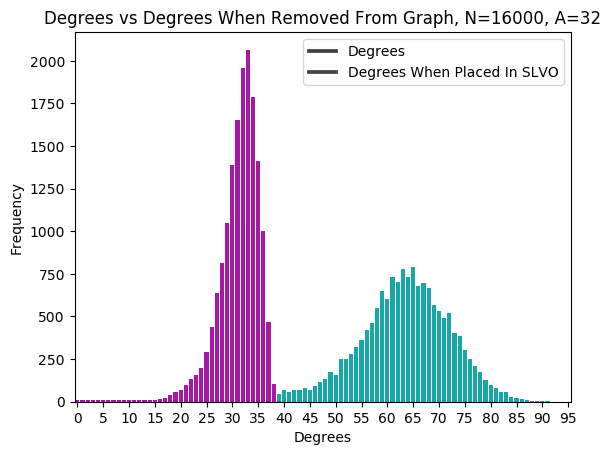 Degrees vs Degrees When Removed From Graph, N=16000, A=32
Degrees
Degrees When Placed In SLVO
2000
1750
1500
1250
1000
750
500
250
0
Frequency
0 5 10 15 20 25 30 35 40 45 50 55 60 65 70 75 80 85 90 95
Degrees